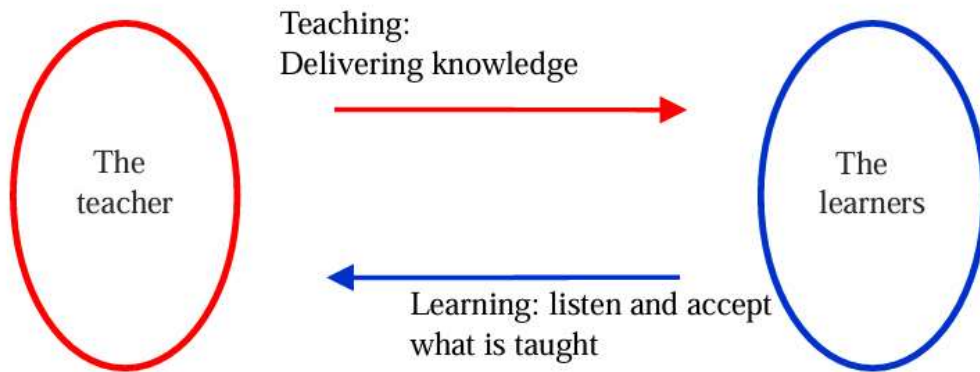 Teaching:
Delivering knowledge
The
teacher
The
learners
Learning: listen and accept
what is taught